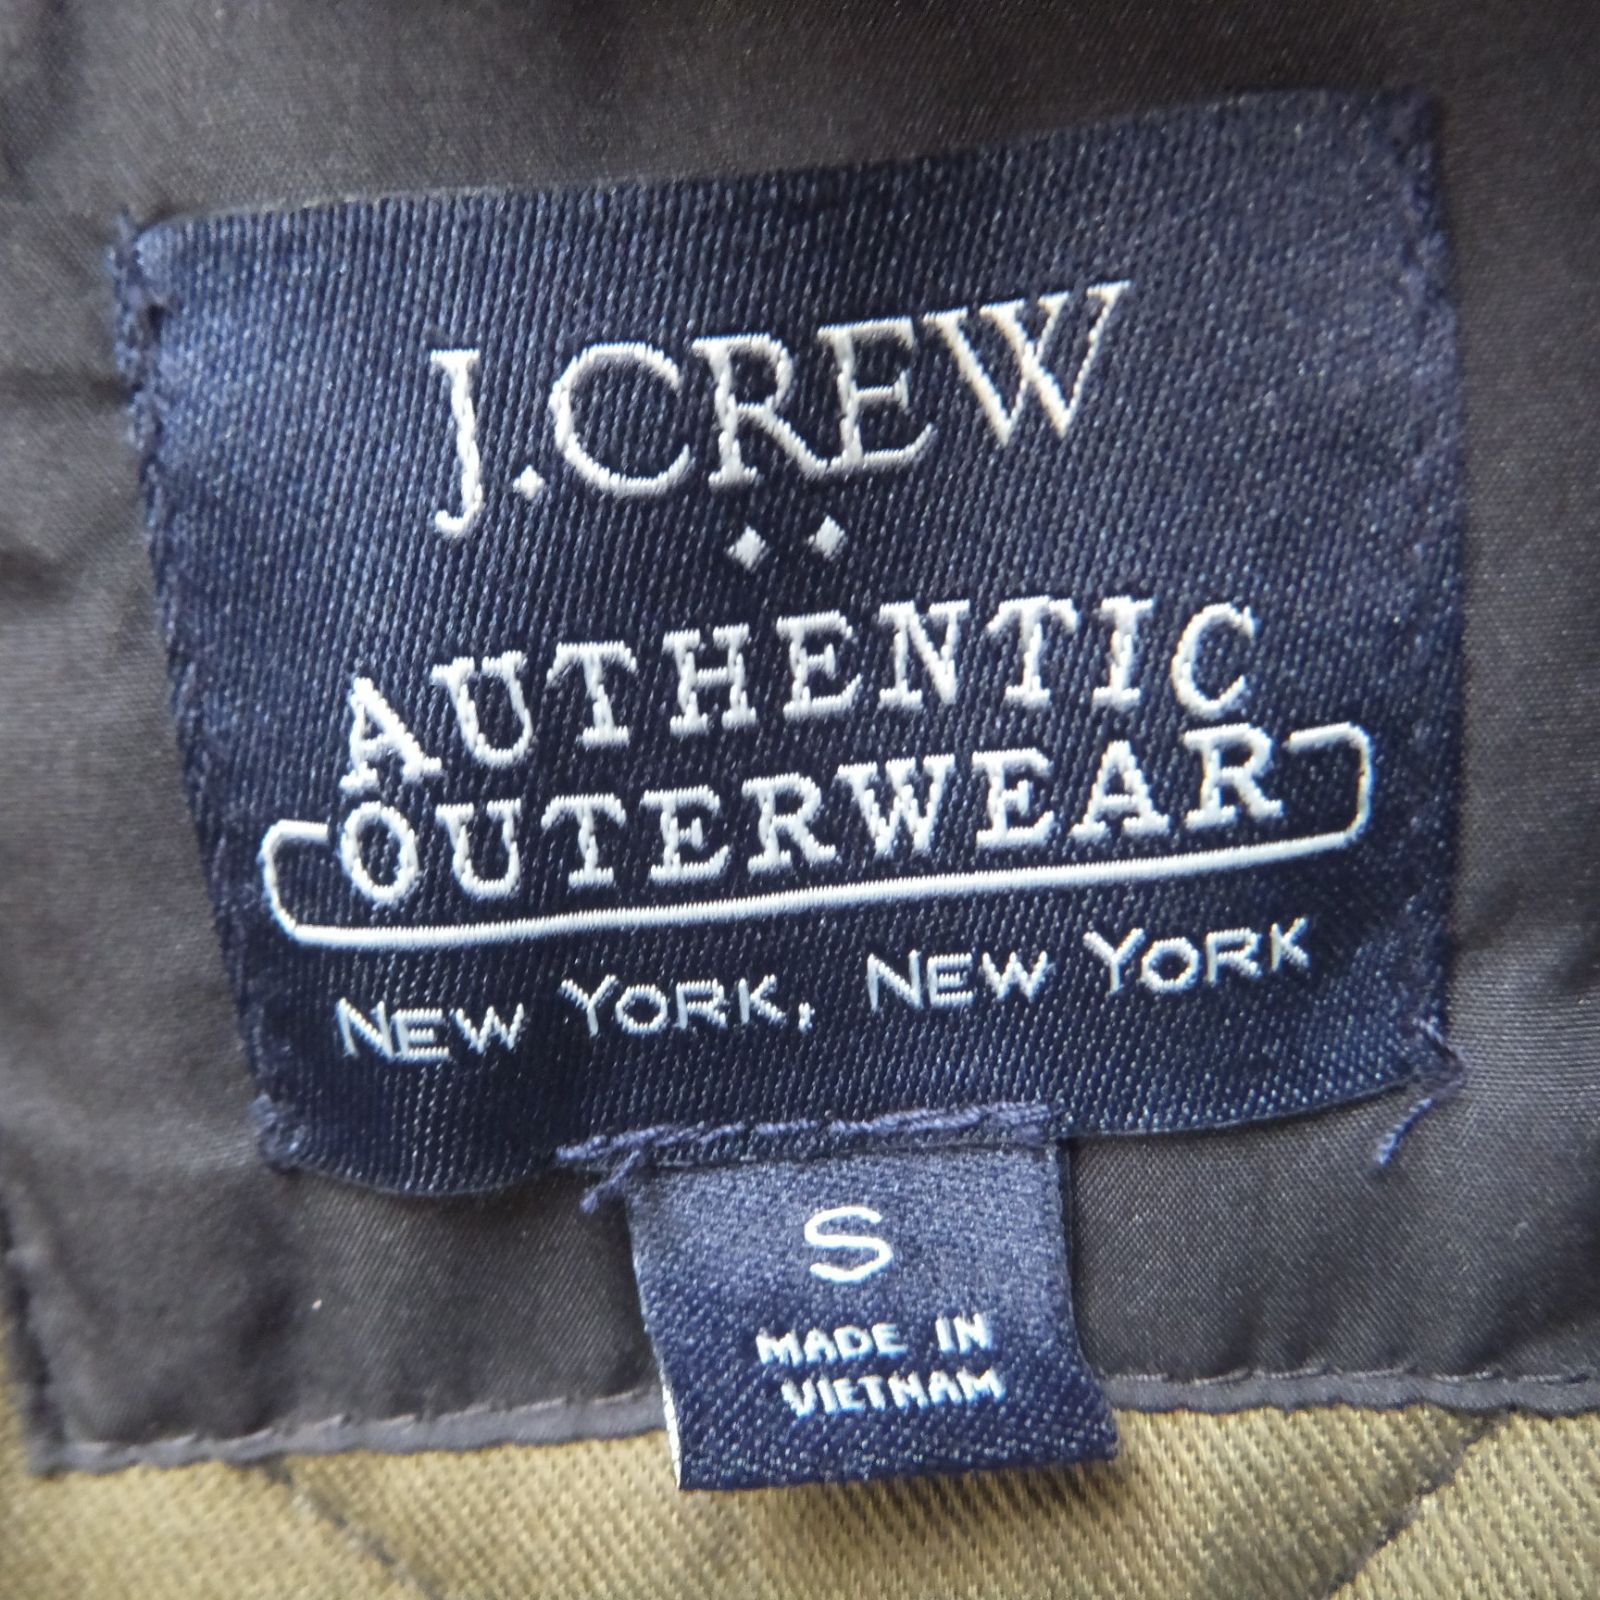 J.CREW
AUTHENTIC
OUTERWEAR
NEW YORK, NEW YORK
S
MADE IN
VIETNAM